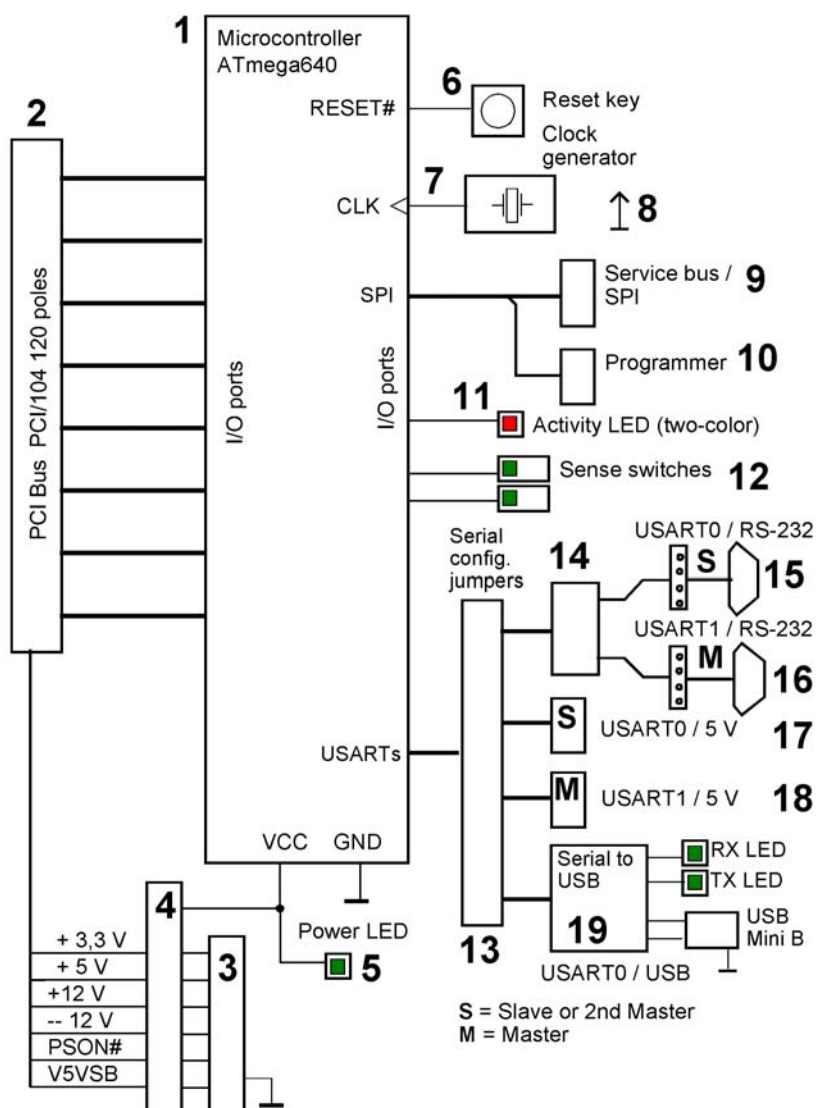 1
Microcontroller
ATmega640
RESET#
6
Reset key
2
Clock
generator
CLK
7
8
PCI Bus PCI/104 120 poles
SPI
Service bus /
SPI
9
Programmer
10
I/O ports
I/O ports
11
Activity LED (two-color)
Sense switches
12
Serial
config.
jumpers
14
USART0 / RS-232
S
15
USART1 / RS-232
M
16
USARTs
S
USART0 / 5 V
17
M
USART1 / 5 V
18
VCC
GND
Serial to
USB
19
RX LED
TX LED
USB
Mini B
USART0 / USB
13
4
Power LED
5
3
+ 3,3 V
+ 5 V
+12 V
-- 12 V
PSON#
V5VSB
S = Slave or 2nd Master
M = Master